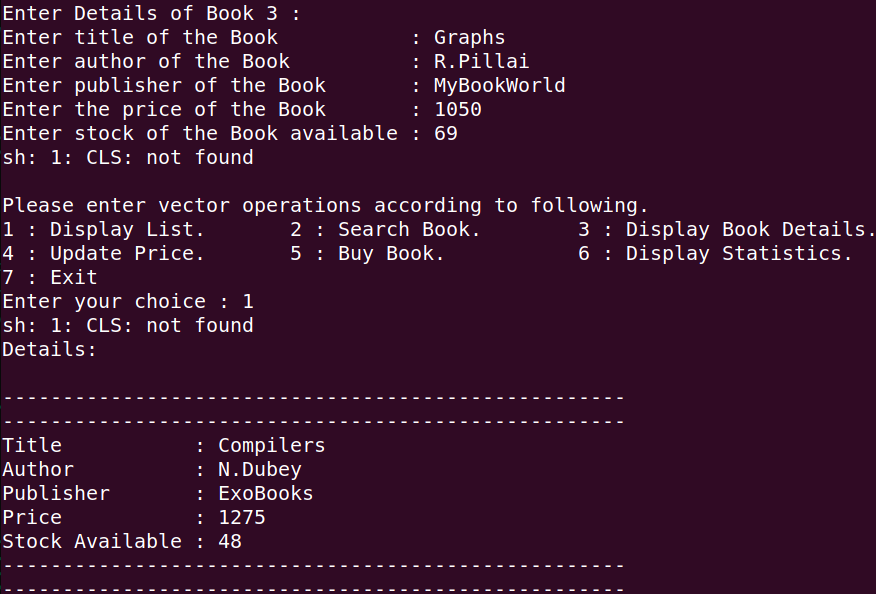 Enter Details of Book 3 :
Enter title of the Book           : Graphs
Enter author of the Book          : R.Pillai
Enter publisher of the Book       : MyBookWorld
Enter the price of the Book       : 1050
Enter stock of the Book available : 69
sh: 1: CLS: not found

Please enter vector operations according to following.
1 : Display List.       2 : Search Book.        3 : Display Book Details.
4 : Update Price.       5 : Buy Book.           6 : Display Statistics.
7 : Exit
Enter your choice : 1
sh: 1: CLS: not found
Details:

----------------------------------------------------
----------------------------------------------------
Title           : Compilers
Author          : N.Dubey
Publisher       : ExoBooks
Price           : 1275
Stock Available : 48
----------------------------------------------------
----------------------------------------------------